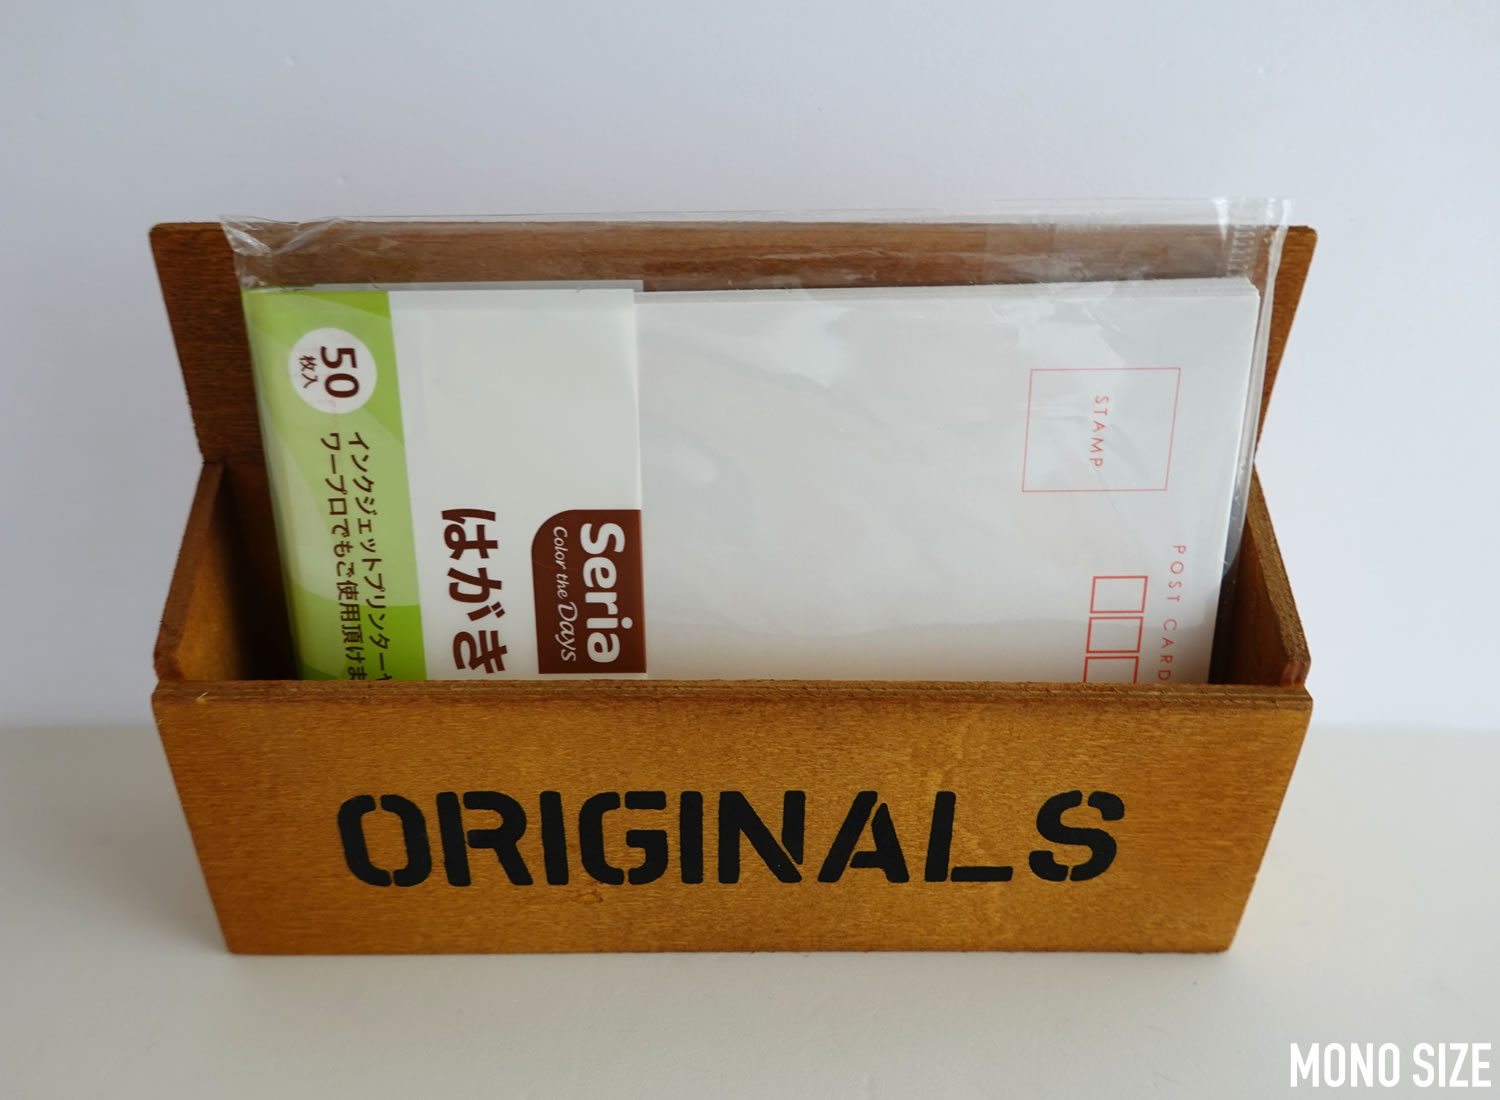 50
枚入
インクジェットプリンターや
ワープロでもご使用頂けま
はがき
Seria
Color the Days
STAMP
POST CARD
ORIGINALS
MONO SIZE